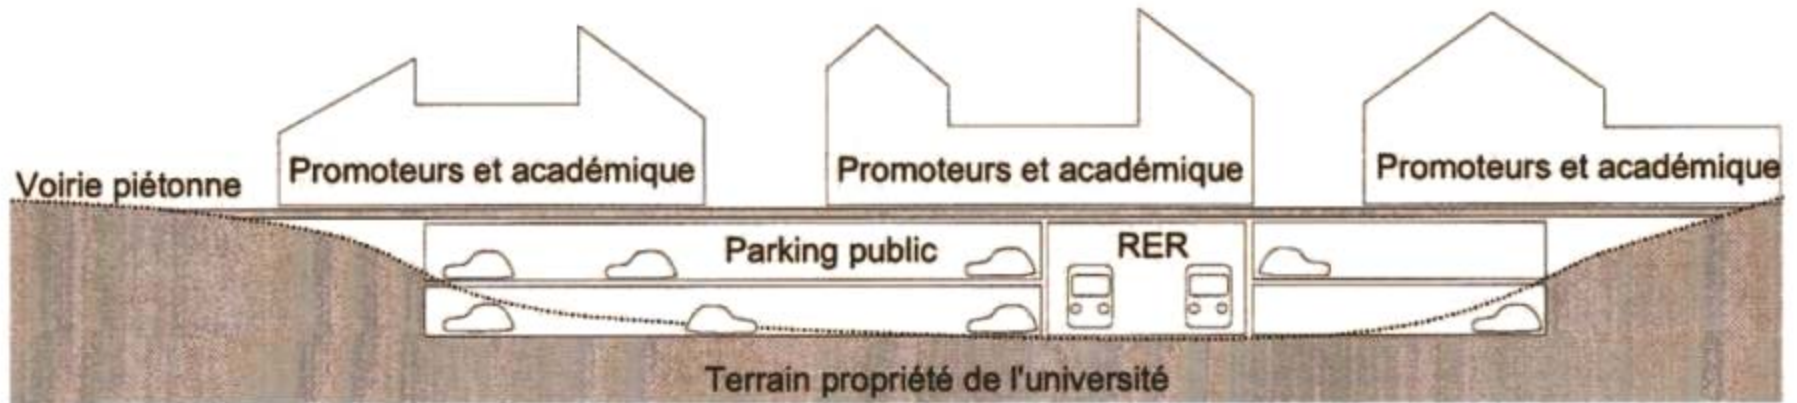 Promoteurs et académique
Promoteurs et académique
Promoteurs et académique
Voirie piétonne
Parking public
RER
Terrain propriété de l'université